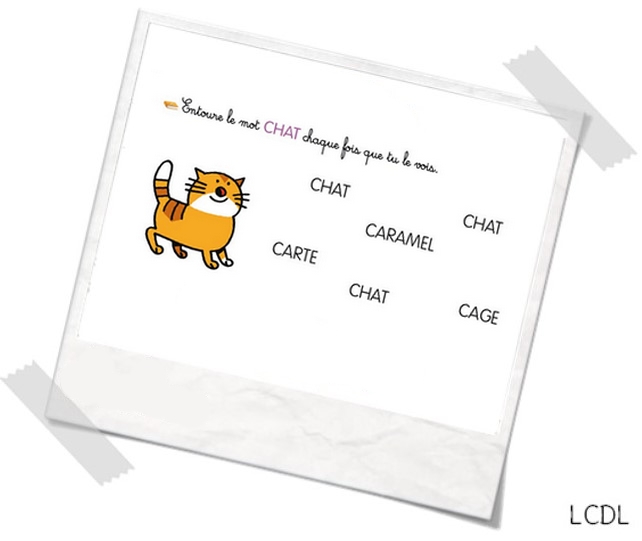 Entoure le mot CHAT chaque fois que tu le vois.
CHAT
CHAT
CARAMEL
CARTE
CHAT
CAGE
LCDL